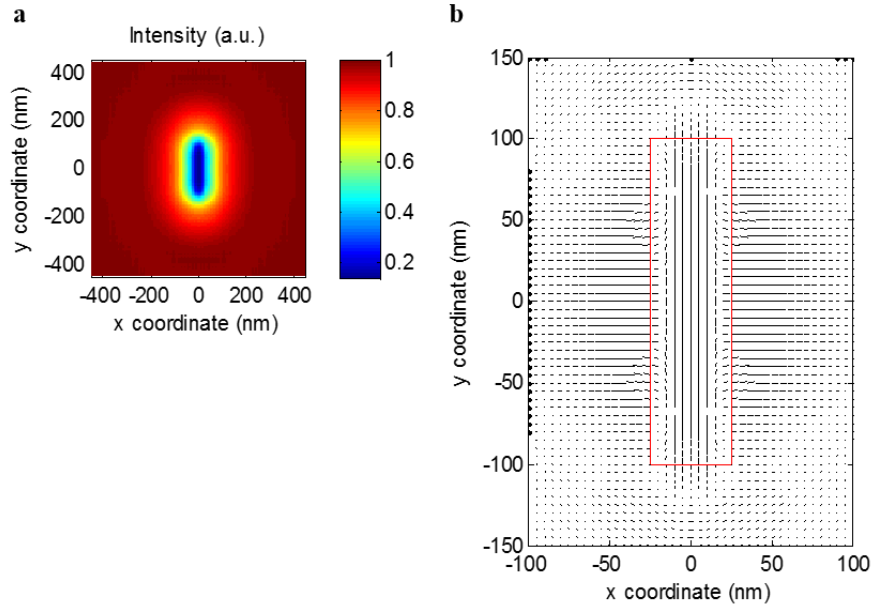 a
Intensity (a.u.)
y coordinate (nm)
400
200
0
-200
-400
-400 -200 0 200 400
x coordinate (nm)
1
0.8
0.6
0.4
0.2
b
y coordinate (nm)
150
100
50
0
-50
-100
-150
-100 -50 0 50 100
x coordinate (nm)